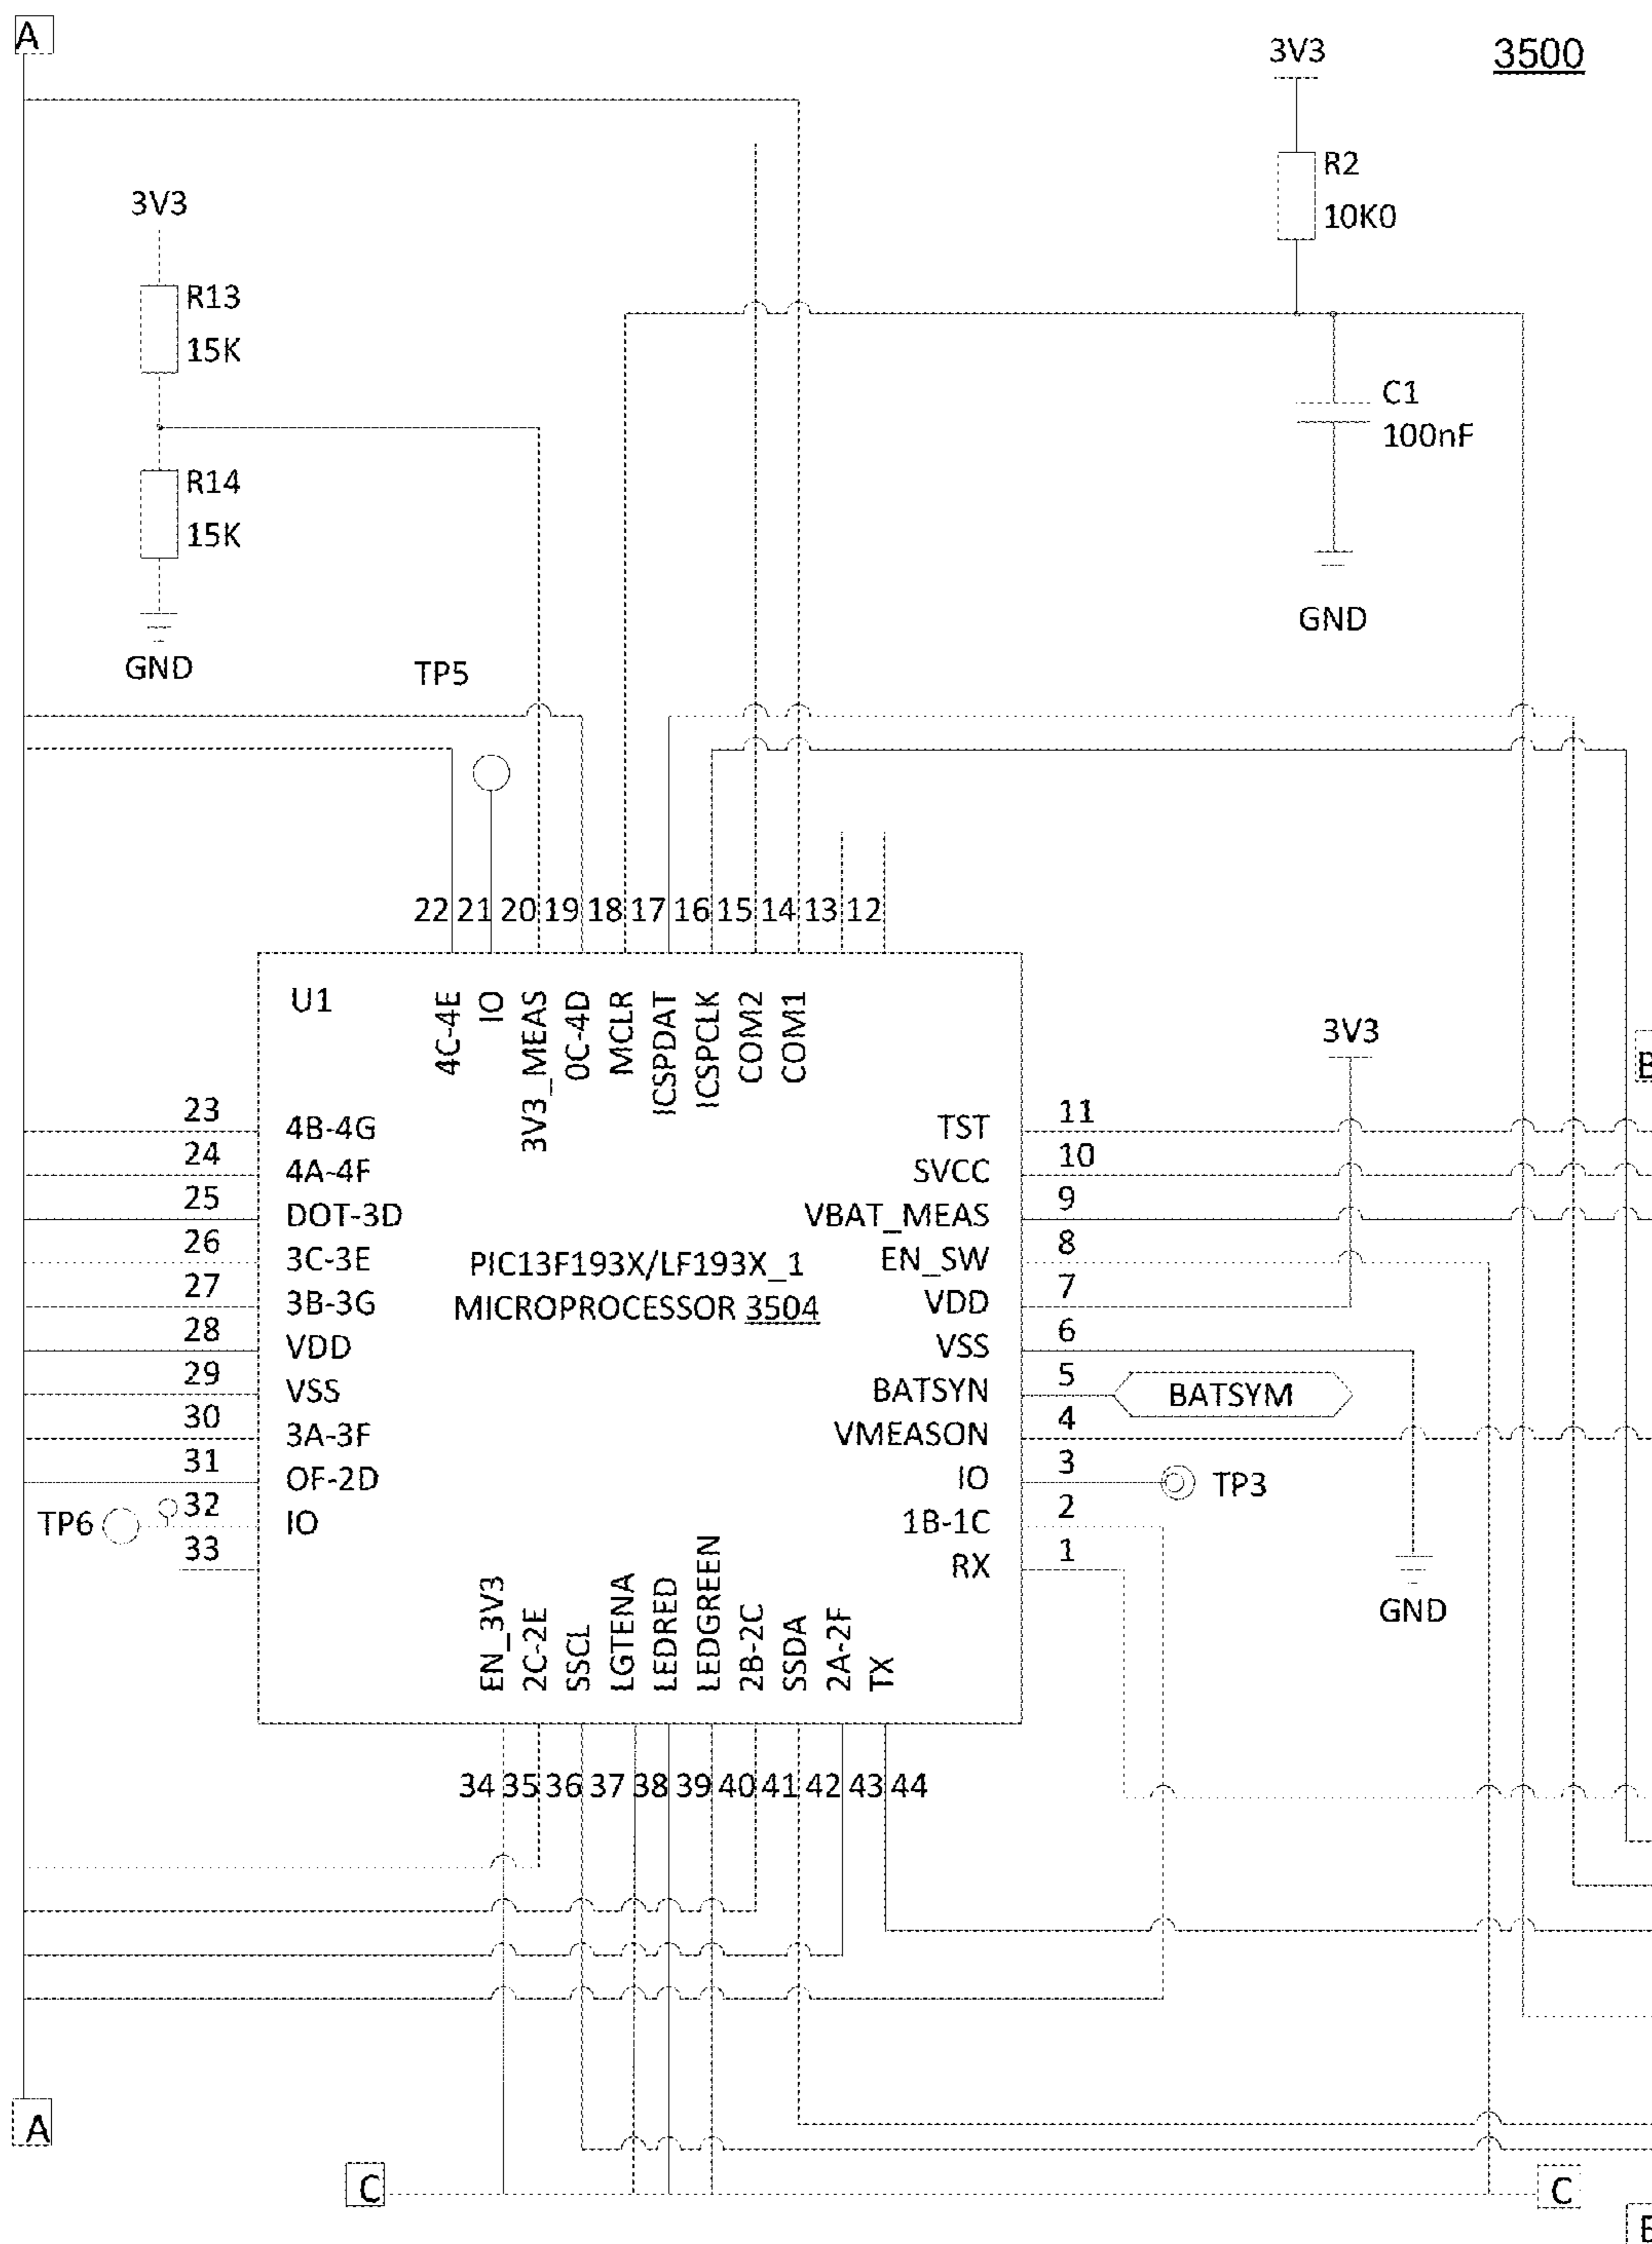 A
3500
3V3
R2
10K0
3V3
R13
15K
C1
100nF
R14
15K
GND
GND
TP5
22 21 20 19 18 17 16 15 14 13 12
U1
4C-4E
IO
3V3_MEAS
0C-4D
MCLR
ICSPDAT
ICSPCLK
COM2
COM1
3V3
B
23 4B-4G
24 4A-4F
25 DOT-3D
26 3C-3E
27 3B-3G
28 VDD
29 VSS
30 3A-3F
31 OF-2D
TP6 32 IO
33
PIC13F193X/LF193X_1
MICROPROCESSOR 3504
TST 11
SVCC 10
VBAT_MEAS 9
EN_SW 8
VDD 7
VSS 6
BATSYN 5 BATSYM
VMEASON 4
IO 3 TP3
1B-1C 2
RX 1
GND
EN_3V3
2C-2E
SSCL
LGTENA
LEDRED
LEDGREEN
2B-2C
SSDA
2A-2F
TX
34 35 36 37 38 39 40 41 42 43 44
A
C
C